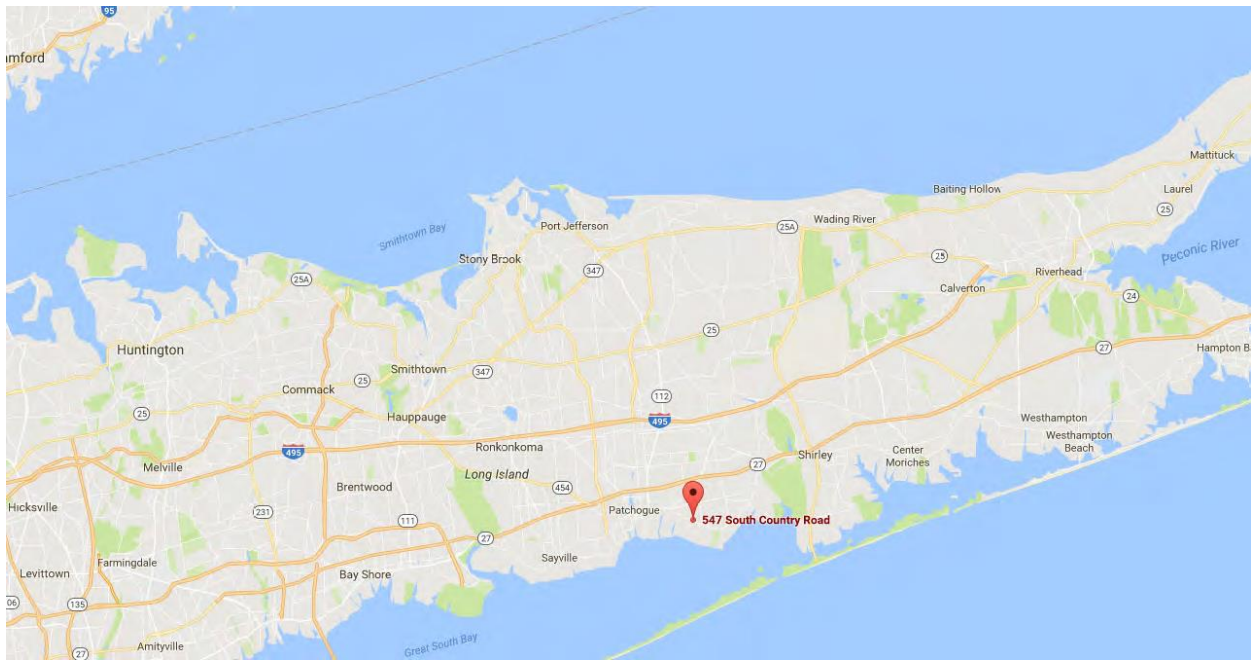 95
amford
Mattituck
Baiting Hollow
Laurel
25
Wading River
25A
Port Jefferson
Smithtown Bay
Stony Brook
347
25
Peconic River
Riverhead
Calverton
24
25A
25
Huntington
27
Hampton B
Smithtown
347
Commack
25
112
Hauppauge
25
495
Westhampton
Ronkonkoma
495
Westhampton
Beach
Center
Moriches
Shirley
27
Melville
Long Island
Brentwood
454
Hicksville
Patchogue
547 South Country Road
231
111
27
Sayville
Farmingdale
Levittown
Bay Shore
06
135
Great South Bay
Amityville
27